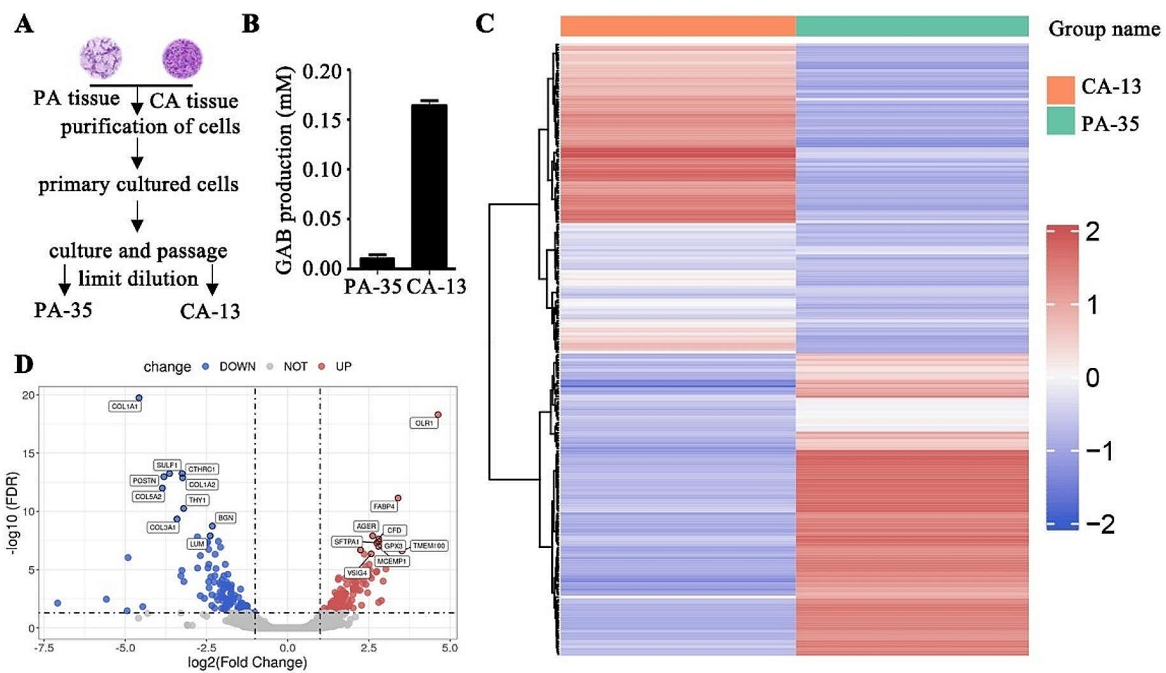 A
PA tissue
CA tissue
purification of cells
primary cultured cells
culture and passage
limit dilution
PA-35
CA-13
B
GAB production (mM)
0.20
0.15
0.10
0.05
0.00
PA-35
CA-13
C
Group name
CA-13
PA-35
2
1
0
−1
−2
D
change
DOWN
NOT
UP
-log10 (FDR)
20
15
10
5
0
COL1A1
OLR1
SULF1
CTHRC1
POSTN
COL1A2
COL5A2
THY1
COL3A1
BGN
LUM
FABP4
AGER
CFD
SFTPA1
GPX3
TMEM100
MCEMP1
VSIG4
-7.5
-5.0
-2.5
0.0
2.5
5.0
log2(Fold Change)